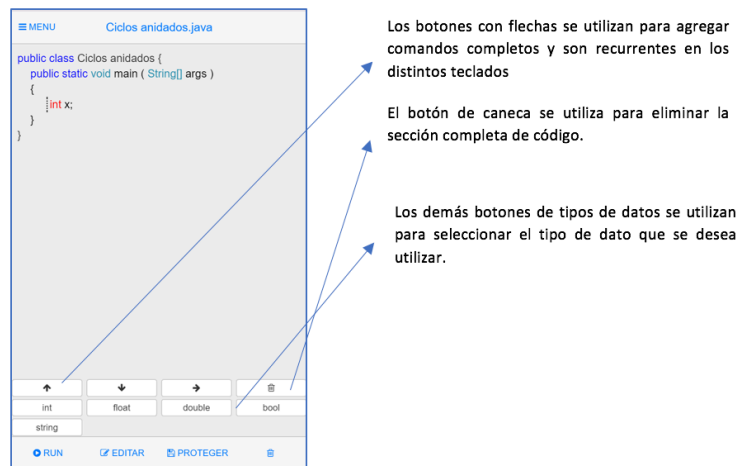 MENU
Ciclos anidados.java
public class Ciclos anidados {
public static void main ( String[] args )
{
int x;
}
}
int
float
double
bool
string
RUN
EDITAR
PROTEGER
Los botones con flechas se utilizan para agregar
comandos completos y son recurrentes en los
distintos teclados
El botón de caneca se utiliza para eliminar la
sección completa de código.
Los demás botones de tipos de datos se utilizan
para seleccionar el tipo de dato que se desea
utilizar.